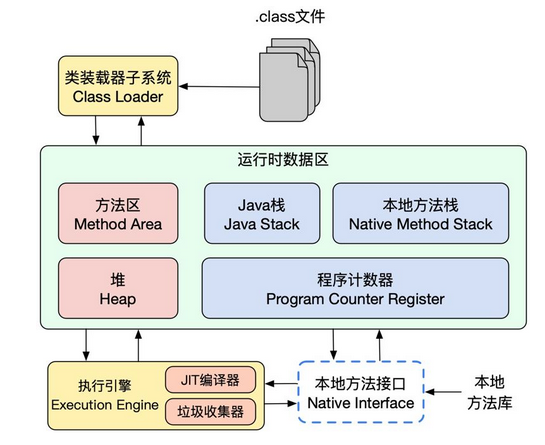 .class文件
类装载器子系统
Class Loader
运行时数据区
方法区
Method Area
Java栈
Java Stack
本地方法栈
Native Method Stack
堆
Heap
程序计数器
Program Counter Register
执行引擎
Execution Engine
JIT编译器
垃圾收集器
本地方法接口
Native Interface
本地
方法库